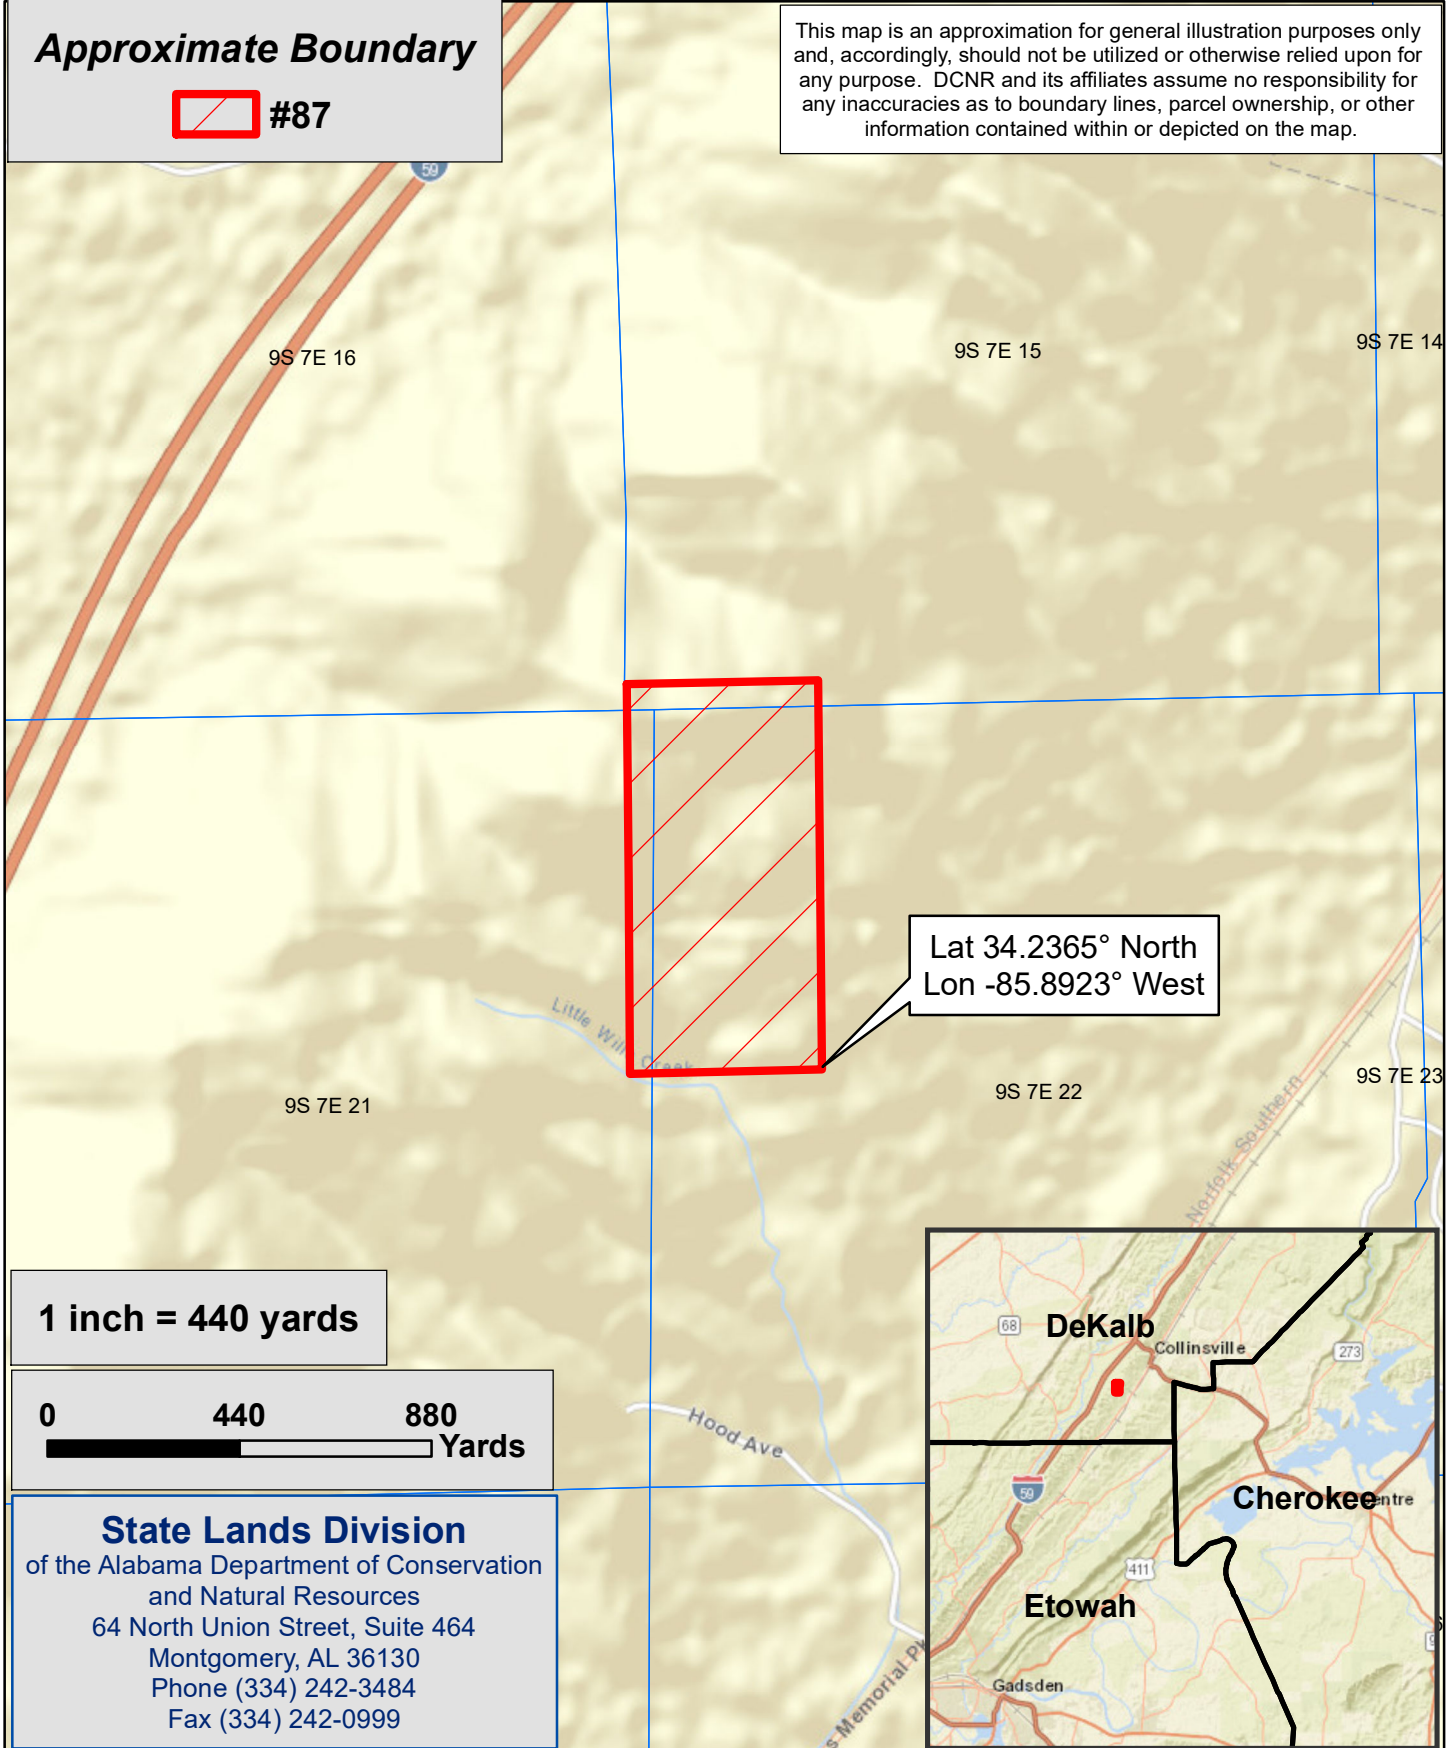 Approximate Boundary
#87
This map is an approximation for general illustration purposes only
and, accordingly, should not be utilized or otherwise relied upon for
any purpose. DCNR and its affiliates assume no responsibility for
any inaccuracies as to boundary lines, parcel ownership, or other
information contained within or depicted on the map.
59
9S 7E 16
9S 7E 15
9S 7E 14
Lat 34.2365° North
Lon -85.8923° West
Little Wills Creek
9S 7E 21
9S 7E 22
9S 7E 23
Norfolk Southern
1 inch = 440 yards
0 440 880
Yards
Hood Ave
s Memorial Pk
State Lands Division
of the Alabama Department of Conservation
and Natural Resources
64 North Union Street, Suite 464
Montgomery, AL 36130
Phone (334) 242-3484
Fax (334) 242-0999
68
DeKalb
Collinsville
273
59
Cherokee
entre
411
Etowah
Gadsden